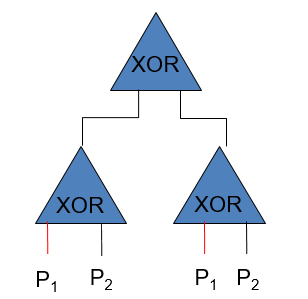 XOR
XOR XOR
P₁ P₂ P₁ P₂